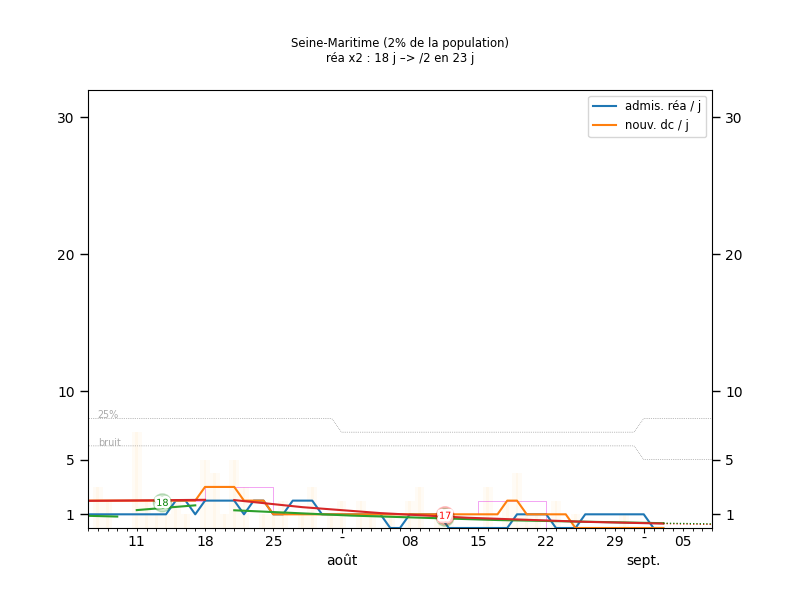 Seine-Maritime (2% de la population)
réa x2 : 18 j –> /2 en 23 j
admis. réa / j
nouv. dc / j
30 30
20 20
10 10
25%
bruit
5 5
18
17
1 1
11 18 25 - 08 15 22 29 - 05
août sept.